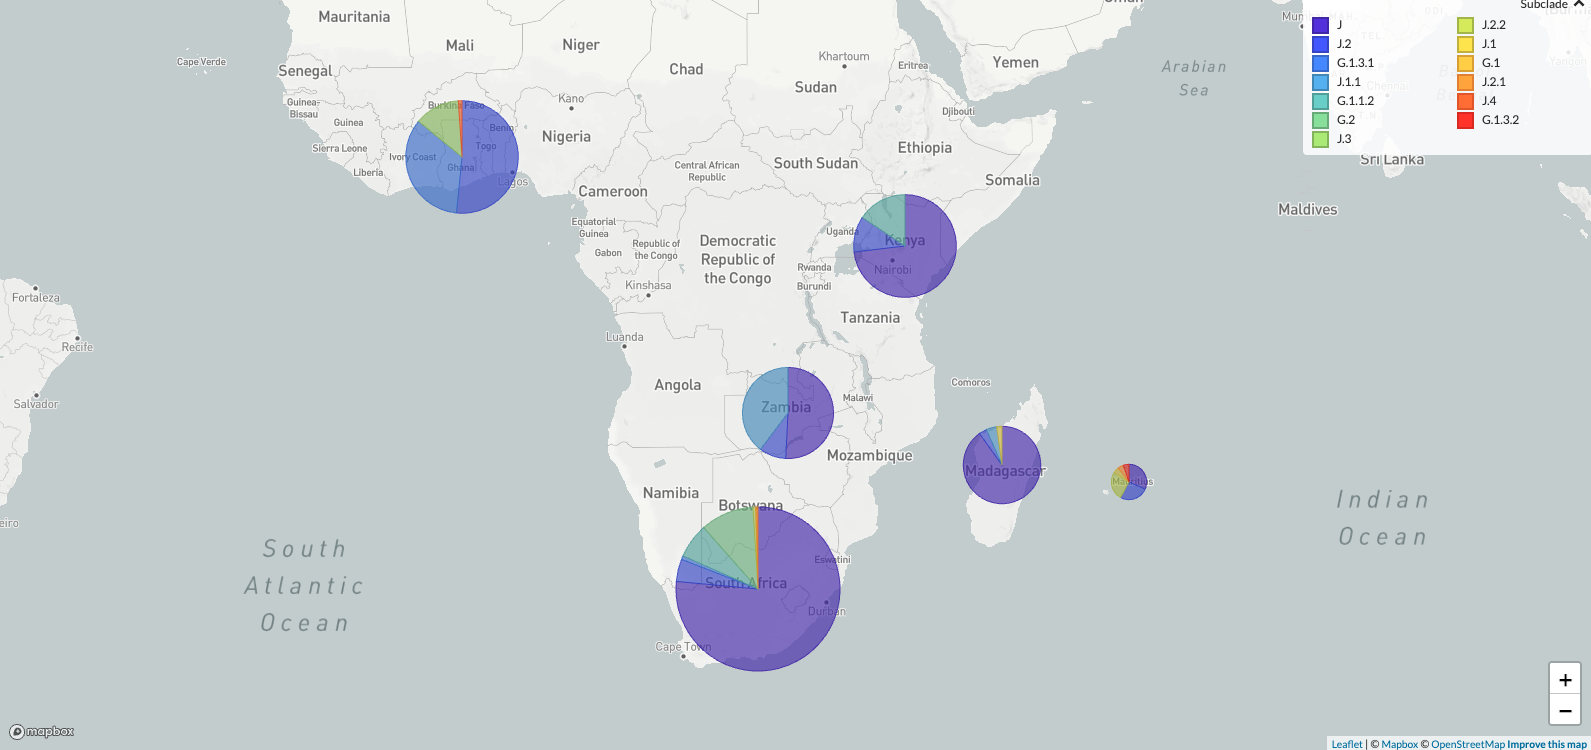 Mauritania
Mali
Niger
Cape Verde
Senegal
Chad
Khartoum
Eritrea
Yemen
Arabian
Sea
Sudan
Guinea-
Bissau
Burkina Faso
Kano
Djibouti
Guinea
Benin
Nigeria
Togo
Sierra Leone
Ivory Coast
Ghana
Liberia
Lagos
Central African
Republic
South Sudan
Ethiopia
Somalia
Cameroon
Equatorial
Guinea
Gabon
Republic of
the Congo
Democratic
Republic of
the Congo
Uganda
Kenya
Nairobi
Rwanda
Burundi
Kinshasa
Tanzania
Luanda
Angola
Zambia
Malawi
Comoros
Mozambique
Madagascar
Mauritius
Namibia
Botswana
Eswatini
South Africa
Durban
Cape Town
Fortaleza
Recife
Salvador
eiro
South
Atlantic
Ocean
Indian
Ocean
Maldives
Sri Lanka
Subclade
J
J.2
G.1.3.1
J.1.1
G.1.1.2
G.2
J.3
J.2.2
J.1
G.1
J.2.1
J.4
G.1.3.2
+
−
mapbox
Leaflet | © Mapbox © OpenStreetMap Improve this map